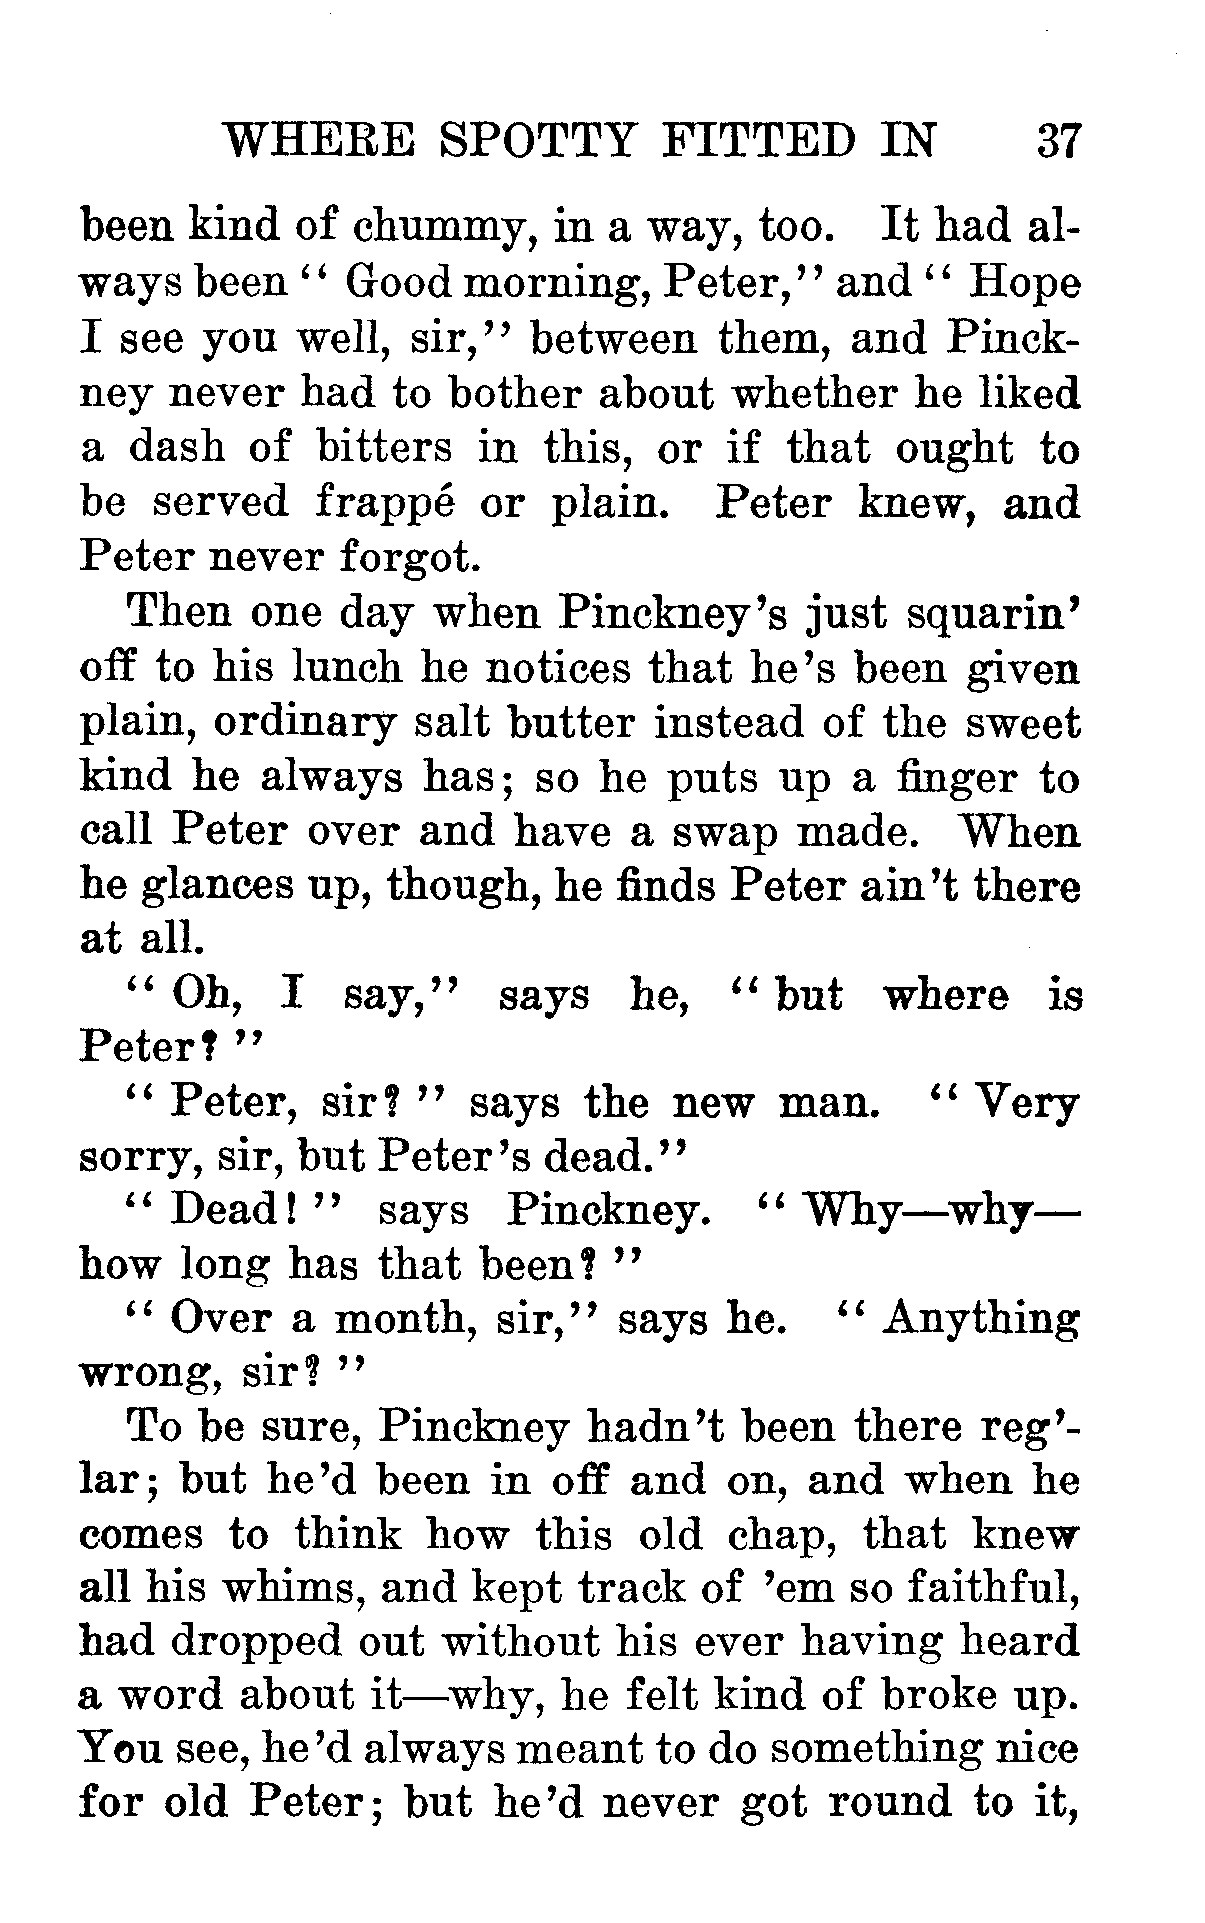 WHERE SPOTTY FITTED IN 37
been kind of chummy, in a way, too. It had al-
ways been “ Good morning, Peter,” and “ Hope
I see you well, sir,” between them, and Pinck-
ney never had to bother about whether he liked
a dash of bitters in this, or if that ought to
be served frappé or plain. Peter knew, and
Peter never forgot.
Then one day when Pinckney’s just squarin’
off to his lunch he notices that he’s been given
plain, ordinary salt butter instead of the sweet
kind he always has; so he puts up a finger to
call Peter over and have a swap made. When
he glances up, though, he finds Peter ain’t there
at all.
“ Oh, I say,” says he, “ but where is
Peter? ”
“ Peter, sir? ” says the new man. “ Very
sorry, sir, but Peter’s dead.”
“ Dead! ” says Pinckney. “ Why—why—
how long has that been? ”
“ Over a month, sir,” says he. “ Anything
wrong, sir? ”
To be sure, Pinckney hadn’t been there reg’-
lar; but he’d been in off and on, and when he
comes to think how this old chap, that knew
all his whims, and kept track of ’em so faithful,
had dropped out without his ever having heard
a word about it—why, he felt kind of broke up.
You see, he’d always meant to do something nice
for old Peter; but he’d never got round to it,